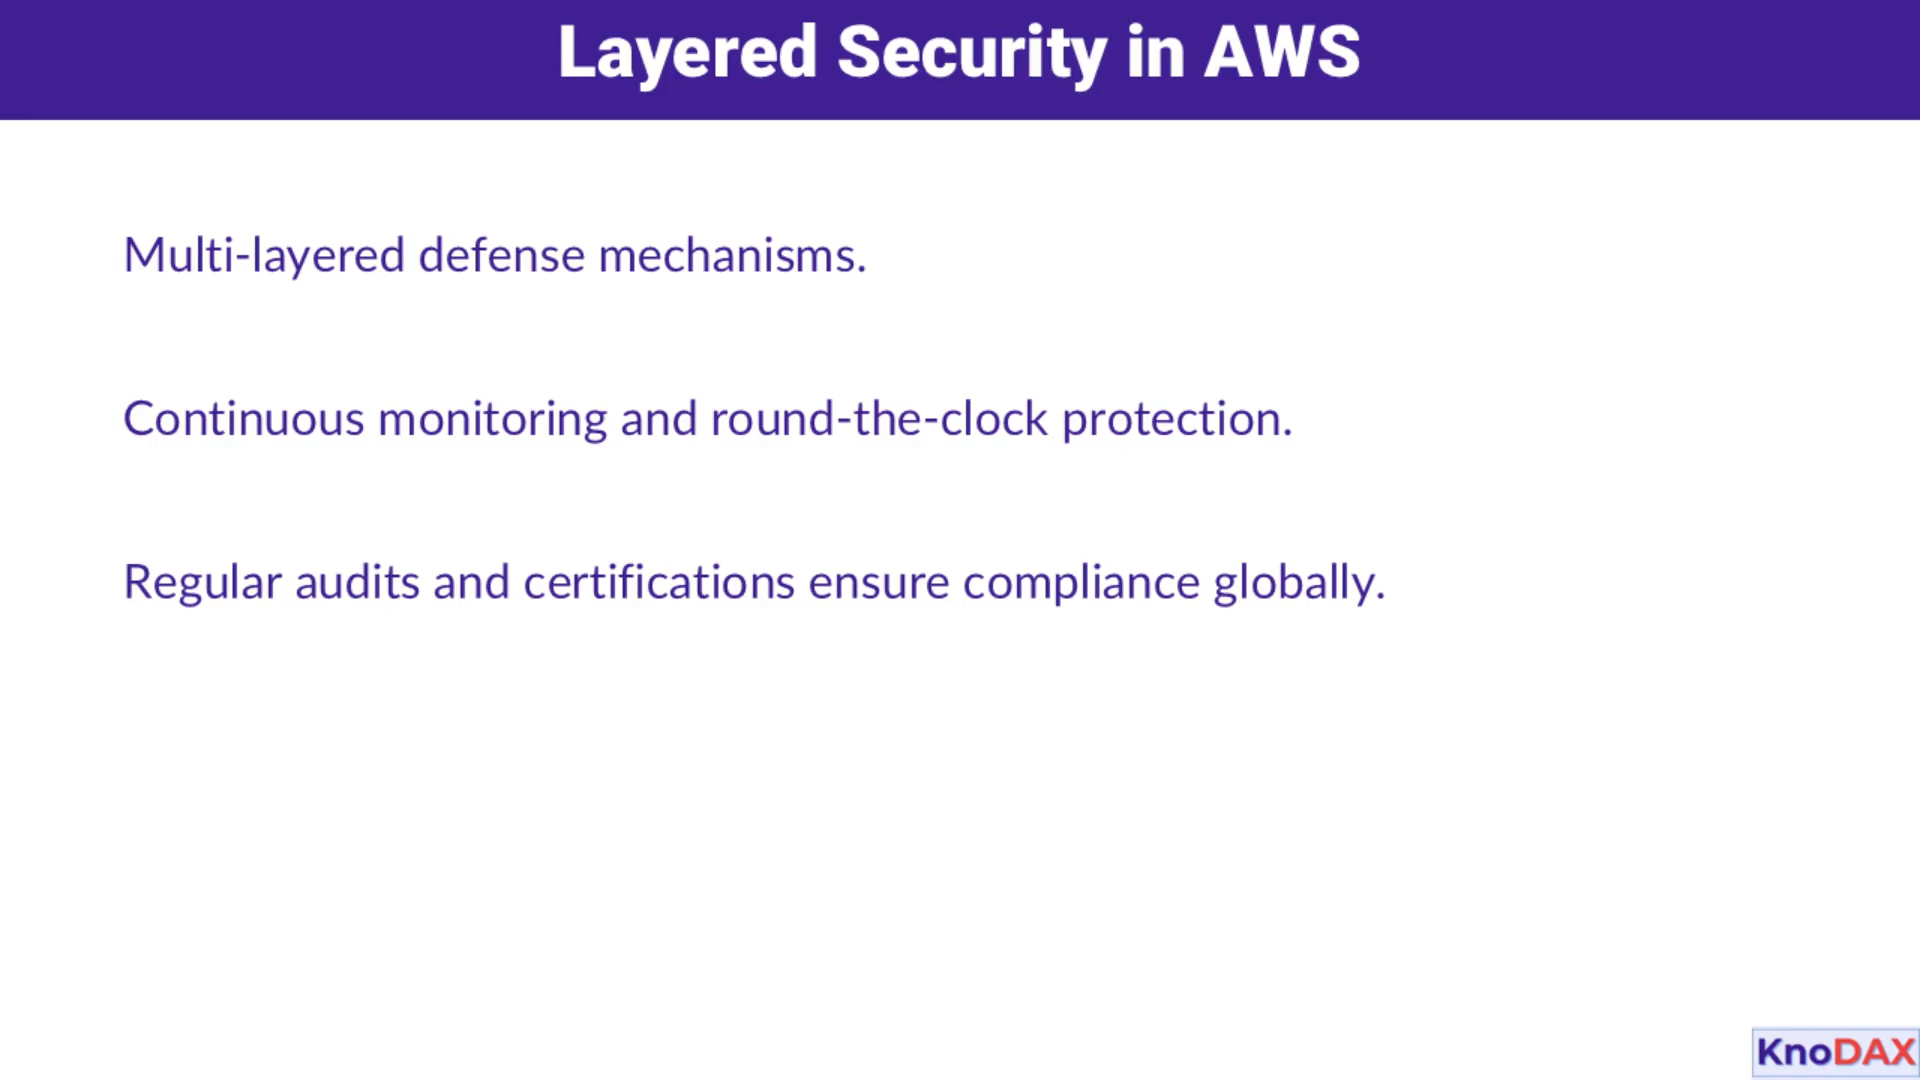 Layered Security in AWS
Multi-layered defense mechanisms.
Continuous monitoring and round-the-clock protection.
Regular audits and certifications ensure compliance globally.
KnoDAX